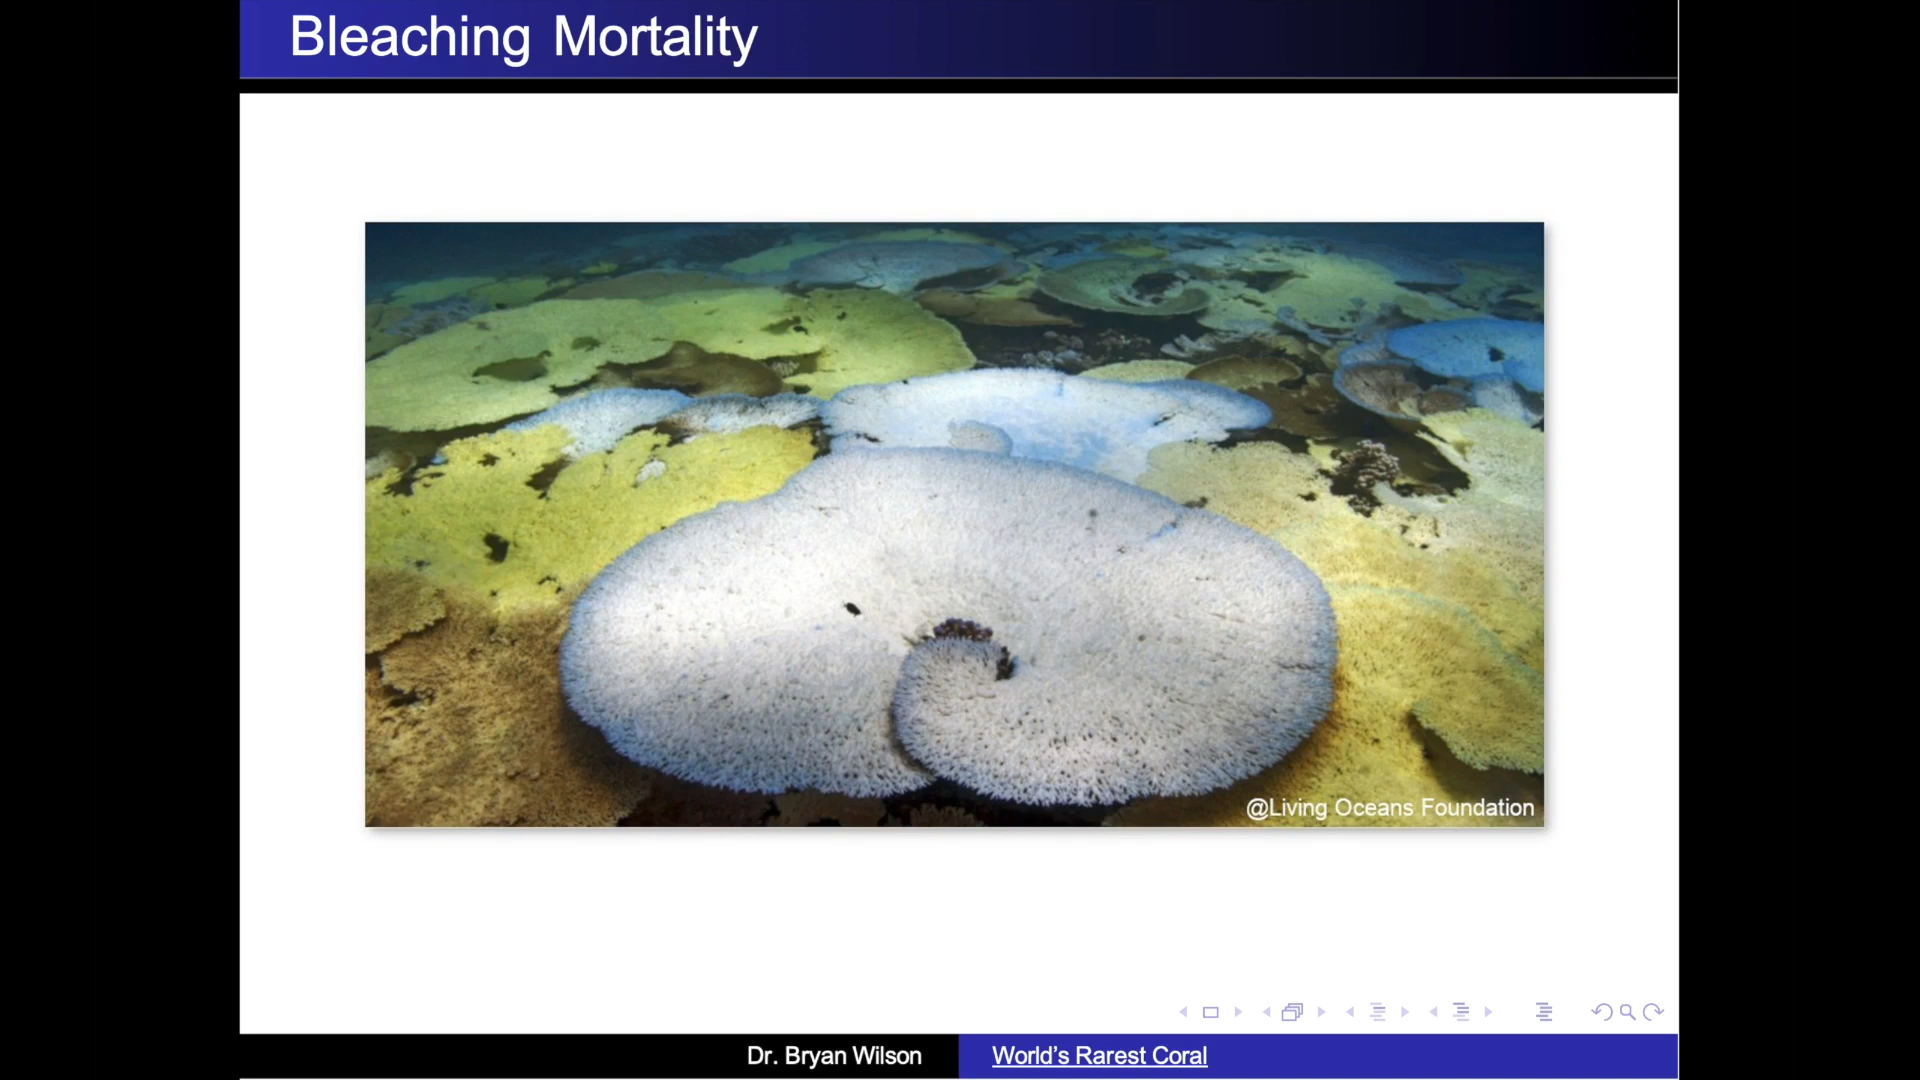 Bleaching Mortality
@Living Oceans Foundation
Dr. Bryan Wilson
World's Rarest Coral